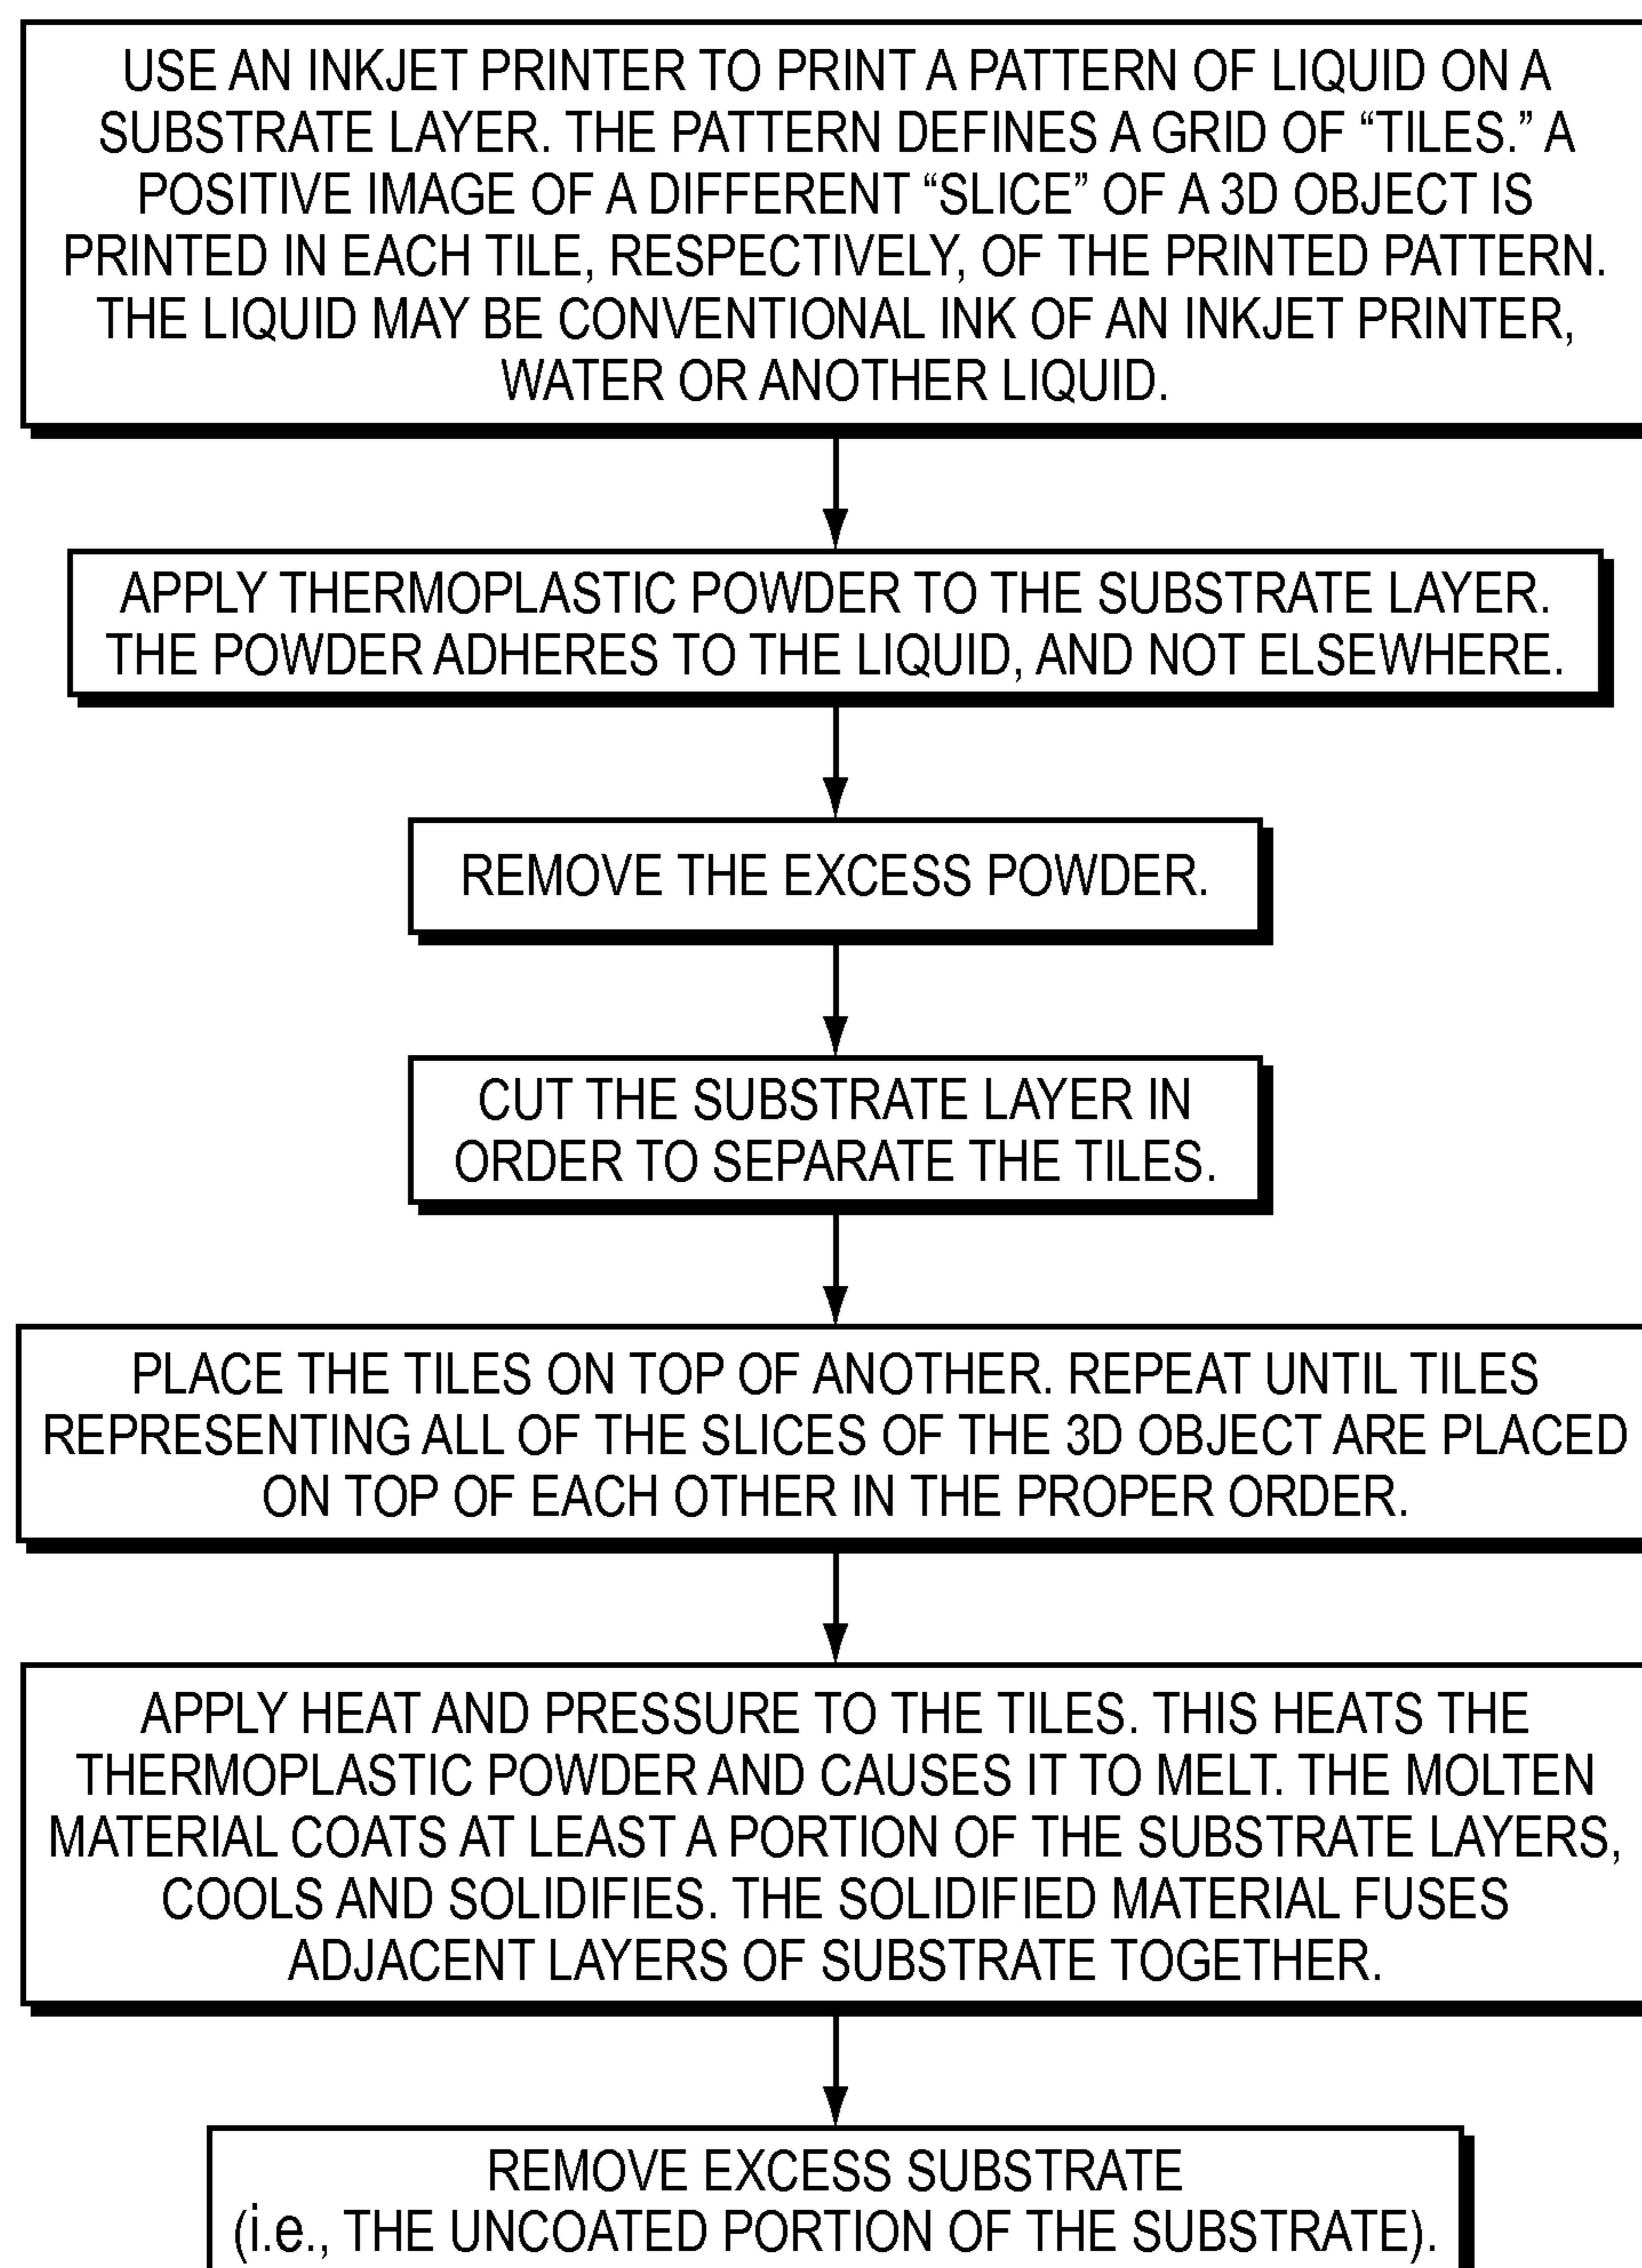 USE AN INKJET PRINTER TO PRINT A PATTERN OF LIQUID ON A
SUBSTRATE LAYER. THE PATTERN DEFINES A GRID OF “TILES.” A
POSITIVE IMAGE OF A DIFFERENT “SLICE” OF A 3D OBJECT IS
PRINTED IN EACH TILE, RESPECTIVELY, OF THE PRINTED PATTERN.
THE LIQUID MAY BE CONVENTIONAL INK OF AN INKJET PRINTER,
WATER OR ANOTHER LIQUID.
APPLY THERMOPLASTIC POWDER TO THE SUBSTRATE LAYER.
THE POWDER ADHERES TO THE LIQUID, AND NOT ELSEWHERE.
REMOVE THE EXCESS POWDER.
CUT THE SUBSTRATE LAYER IN
ORDER TO SEPARATE THE TILES.
PLACE THE TILES ON TOP OF ANOTHER. REPEAT UNTIL TILES
REPRESENTING ALL OF THE SLICES OF THE 3D OBJECT ARE PLACED
ON TOP OF EACH OTHER IN THE PROPER ORDER.
APPLY HEAT AND PRESSURE TO THE TILES. THIS HEATS THE
THERMOPLASTIC POWDER AND CAUSES IT TO MELT. THE MOLTEN
MATERIAL COATS AT LEAST A PORTION OF THE SUBSTRATE LAYERS,
COOLS AND SOLIDIFIES. THE SOLIDIFIED MATERIAL FUSES
ADJACENT LAYERS OF SUBSTRATE TOGETHER.
REMOVE EXCESS SUBSTRATE
(i.e., THE UNCOATED PORTION OF THE SUBSTRATE).